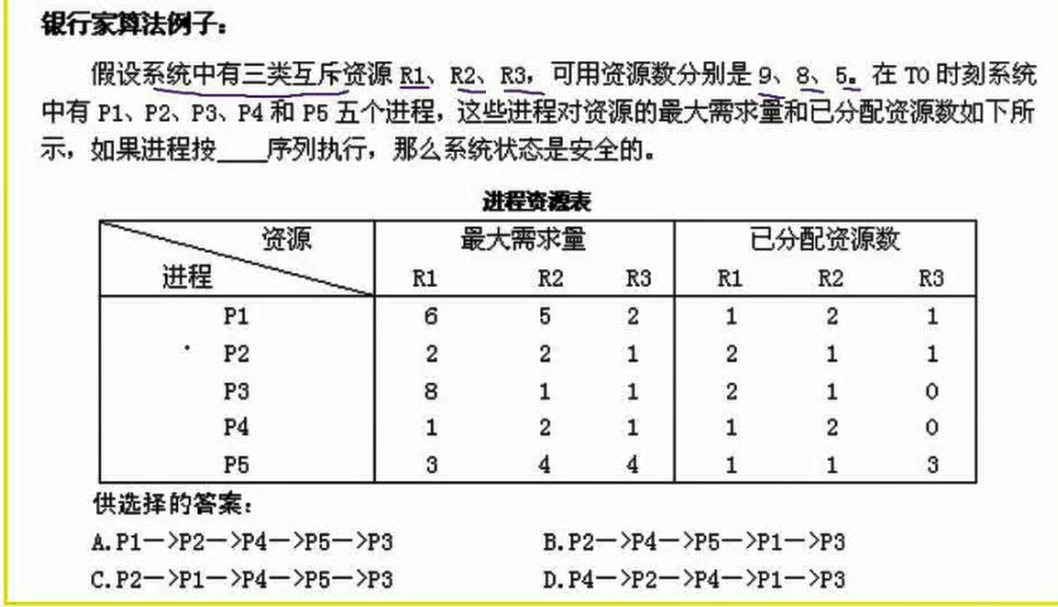 银行家算法例子：
假设系统中有三类互斥资源 R1、R2、R3，可用资源数分别是 9、8、5。在 T0 时刻系统
中有 P1、P2、P3、P4 和 P5 五个进程，这些进程对资源的最大需求量和已分配资源数如下所
示，如果进程按____序列执行，那么系统状态是安全的。
进程资源表
资源 最大需求量 已分配资源数
进程 R1 R2 R3 R1 R2 R3
P1 6 5 2 1 2 1
P2 2 2 1 2 1 1
P3 8 1 1 2 1 0
P4 1 2 1 1 2 0
P5 3 4 4 1 1 3
供选择的答案：
A.P1—>P2—>P4—>P5—>P3 B.P2—>P4—>P5—>P1—>P3
C.P2—>P1—>P4—>P5—>P3 D.P4—>P2—>P4—>P1—>P3